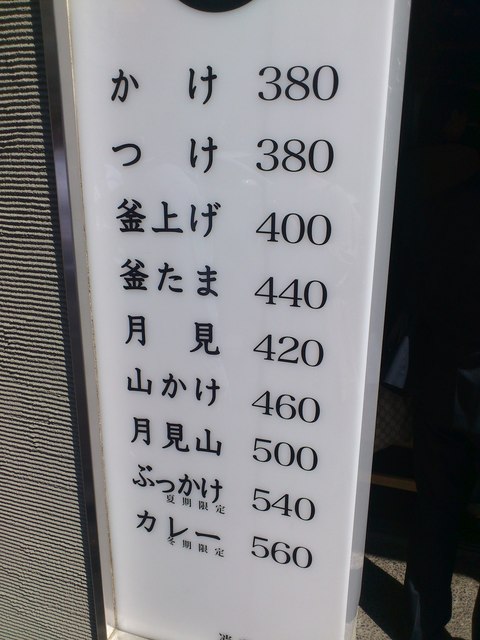 かけ 380
つけ 380
釜上げ 400
釜たま 440
月見 420
山かけ 460
月見山 500
ぶっかけ 540
夏期限定
カレー 560
冬期限定